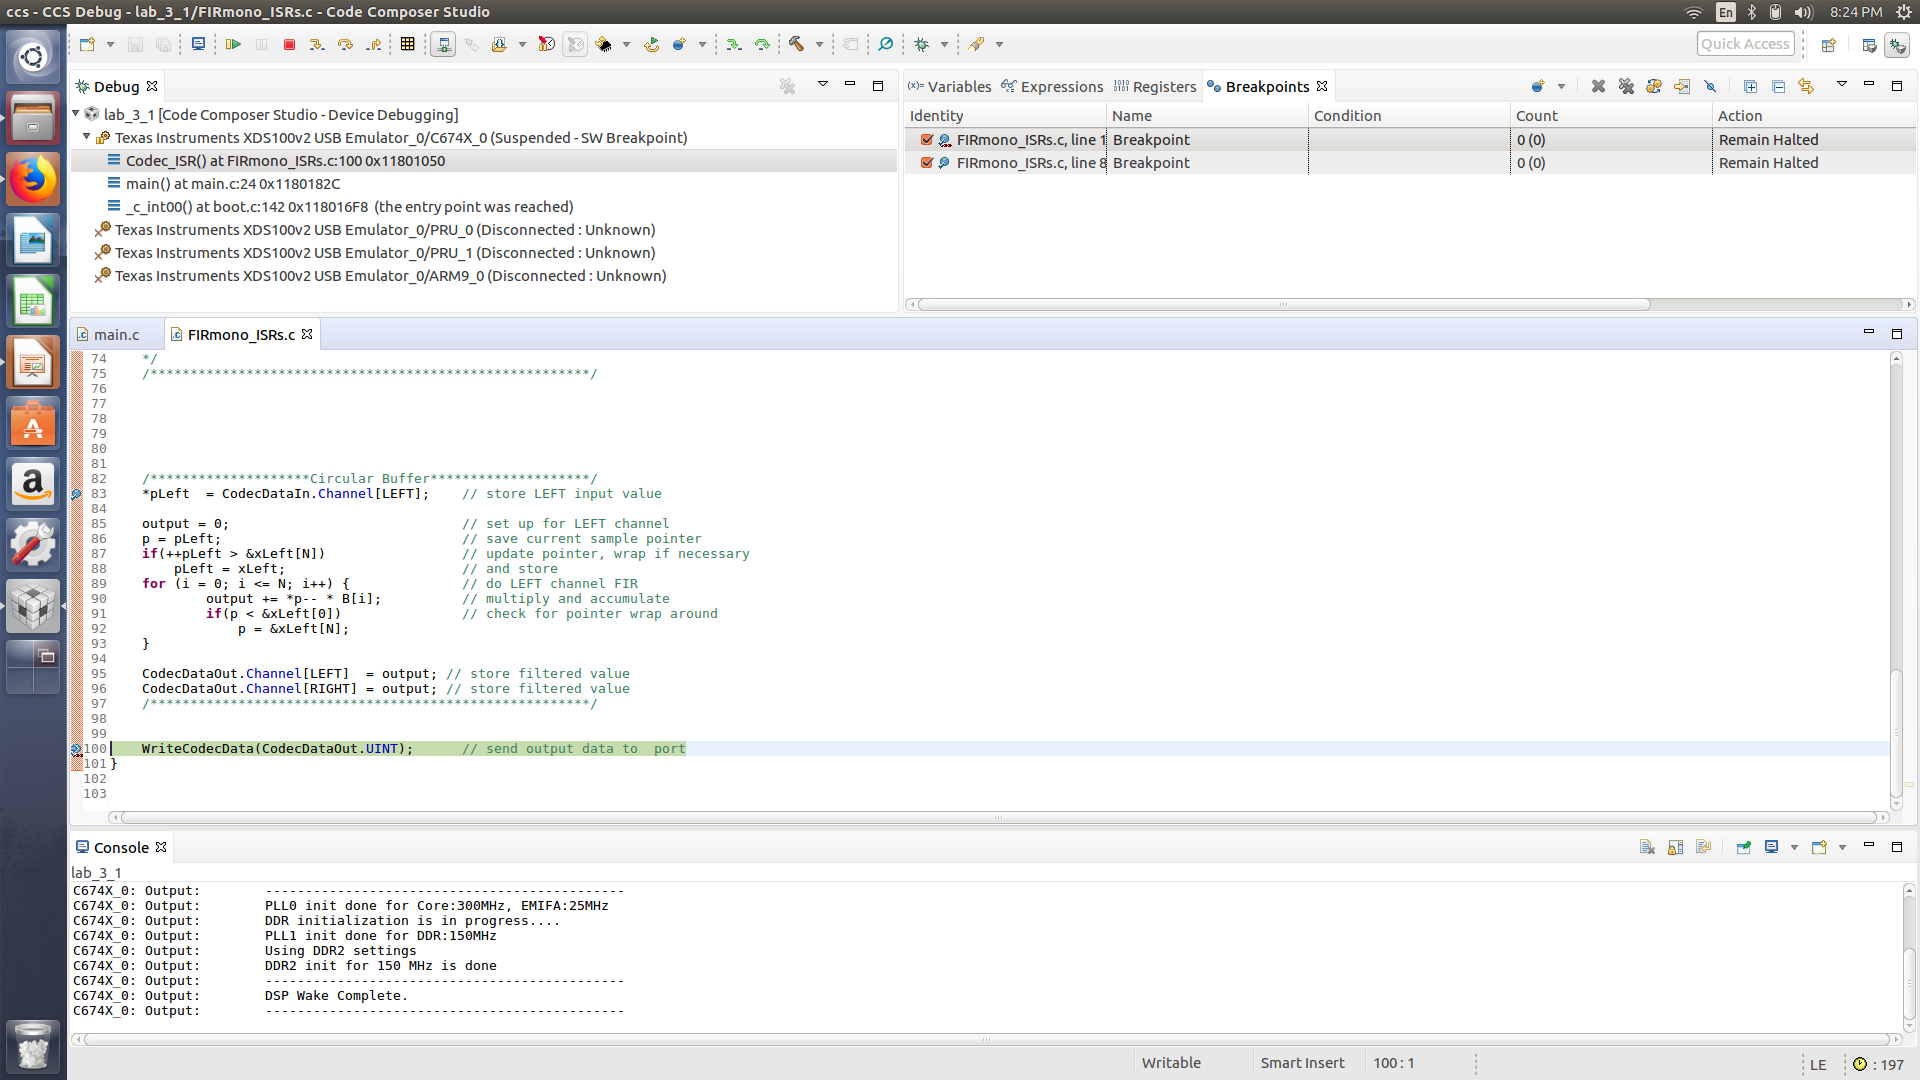 ccs - CCS Debug - lab_3_1/FIRmono_ISRs.c - Code Composer Studio
En
8:24 PM
Quick Access
Debug
lab_3_1 [Code Composer Studio - Device Debugging]
Texas Instruments XDS100v2 USB Emulator_0/C674X_0 (Suspended - SW Breakpoint)
Codec_ISR() at FIRmono_ISRs.c:100 0x11801050
main() at main.c:24 0x1180182C
_c_int00() at boot.c:142 0x118016F8 (the entry point was reached)
Texas Instruments XDS100v2 USB Emulator_0/PRU_0 (Disconnected : Unknown)
Texas Instruments XDS100v2 USB Emulator_0/PRU_1 (Disconnected : Unknown)
Texas Instruments XDS100v2 USB Emulator_0/ARM9_0 (Disconnected : Unknown)
(x)= Variables Expressions 1010 0101 Registers Breakpoints
Identity Name Condition Count Action
FIRmono_ISRs.c, line 1 Breakpoint 0 (0) Remain Halted
FIRmono_ISRs.c, line 8 Breakpoint 0 (0) Remain Halted
main.c FIRmono_ISRs.c
74 */
75 /*******************************************************/
76
77
78
79
80
81
82 /********************Circular Buffer********************/
83 *pLeft = CodecDataIn.Channel[LEFT]; // store LEFT input value
84
85 output = 0; // set up for LEFT channel
86 p = pLeft; // save current sample pointer
87 if(++pLeft > &xLeft[N]) // update pointer, wrap if necessary
88 pLeft = xLeft; // and store
89 for (i = 0; i <= N; i++) { // do LEFT channel FIR
90 output += *p-- * B[i]; // multiply and accumulate
91 if(p < &xLeft[0]) // check for pointer wrap around
92 p = &xLeft[N];
93 }
94
95 CodecDataOut.Channel[LEFT] = output; // store filtered value
96 CodecDataOut.Channel[RIGHT] = output; // store filtered value
97 /*******************************************************/
98
99
100 WriteCodecData(CodecDataOut.UINT); // send output data to port
101 }
102
103
Console
lab_3_1
C674X_0: Output: ---------------------------------------------
C674X_0: Output: PLL0 init done for Core:300MHz, EMIFA:25MHz
C674X_0: Output: DDR initialization is in progress....
C674X_0: Output: PLL1 init done for DDR:150MHz
C674X_0: Output: Using DDR2 settings
C674X_0: Output: DDR2 init for 150 MHz is done
C674X_0: Output: ---------------------------------------------
C674X_0: Output: DSP Wake Complete.
C674X_0: Output: ---------------------------------------------
Writable Smart Insert 100 : 1 LE : 197